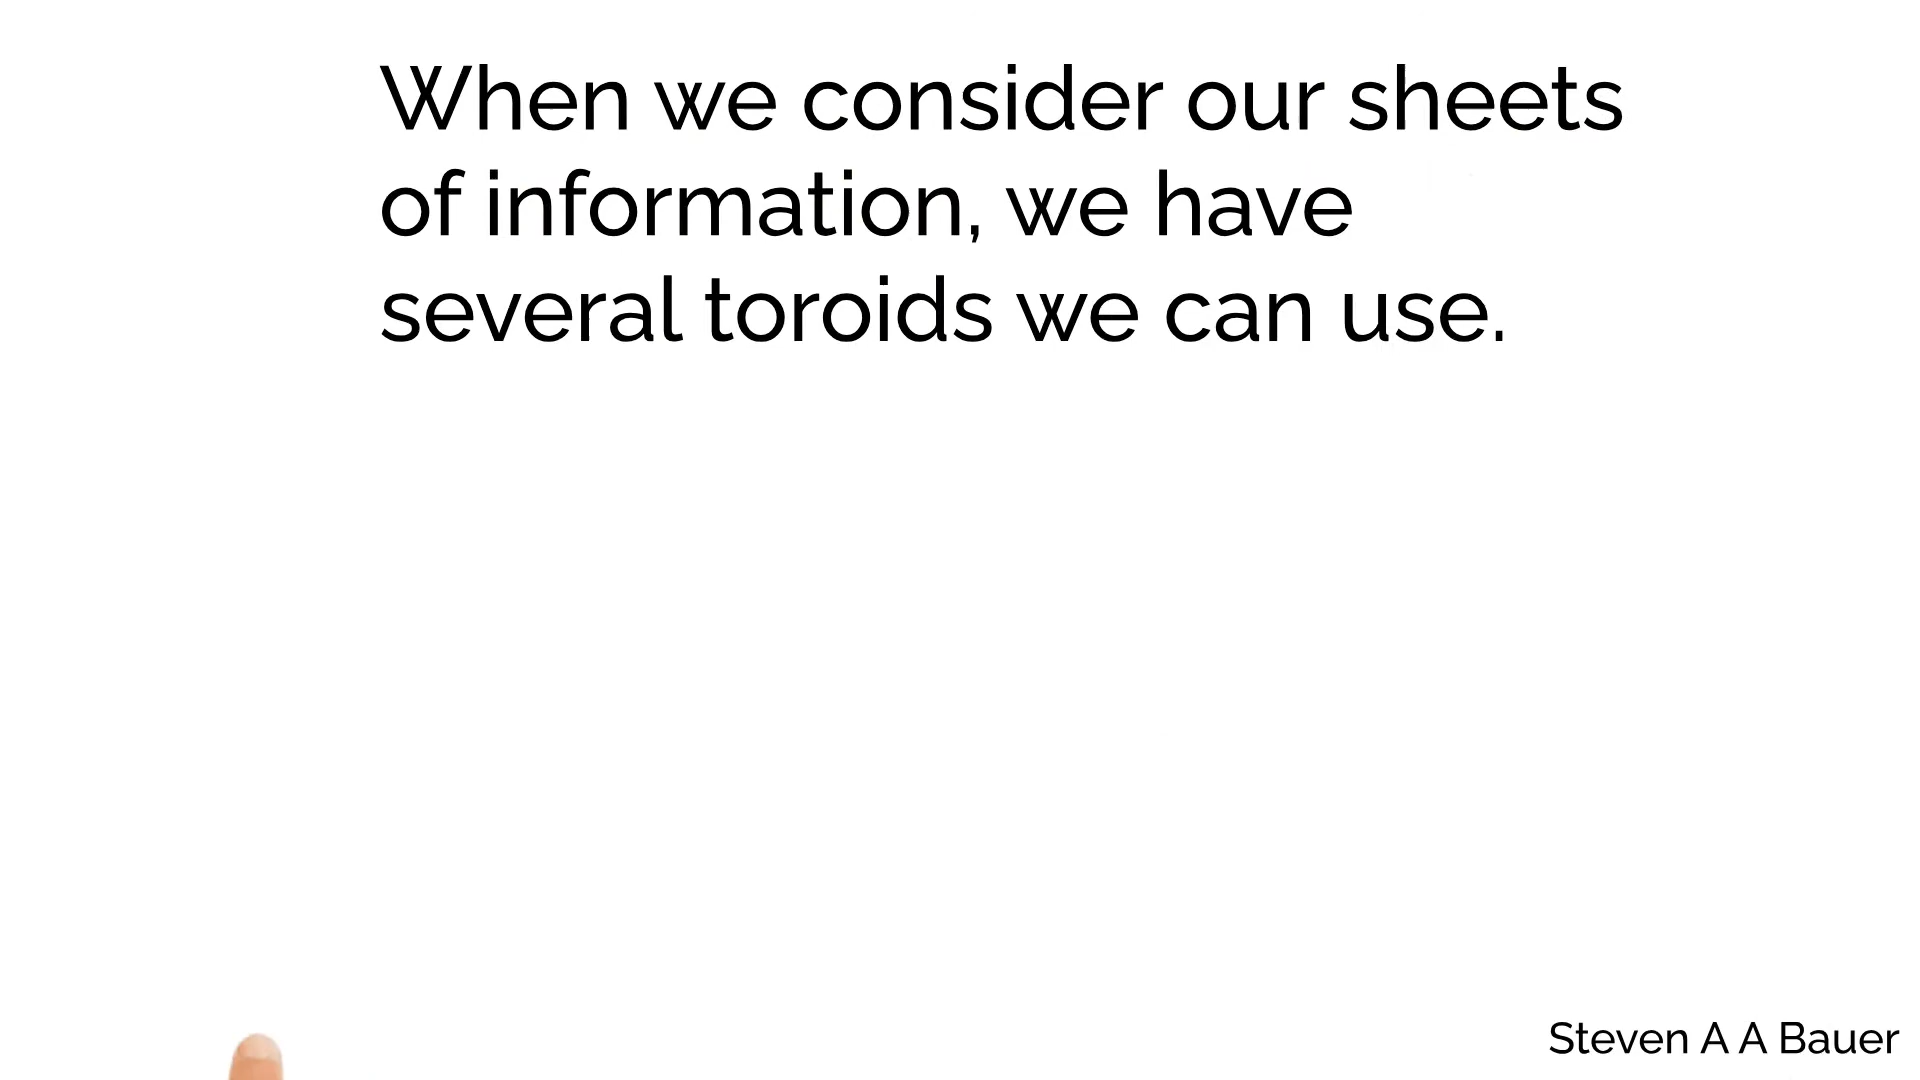 When we consider our sheets
of information, we have
several toroids we can use.
Steven A A Bauer